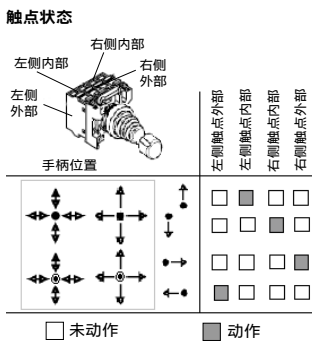 触点状态
右侧内部
左侧内部
右侧
外部
左侧
外部
手柄位置
左侧触点外部
左侧触点内部
右侧触点内部
右侧触点外部
未动作
动作